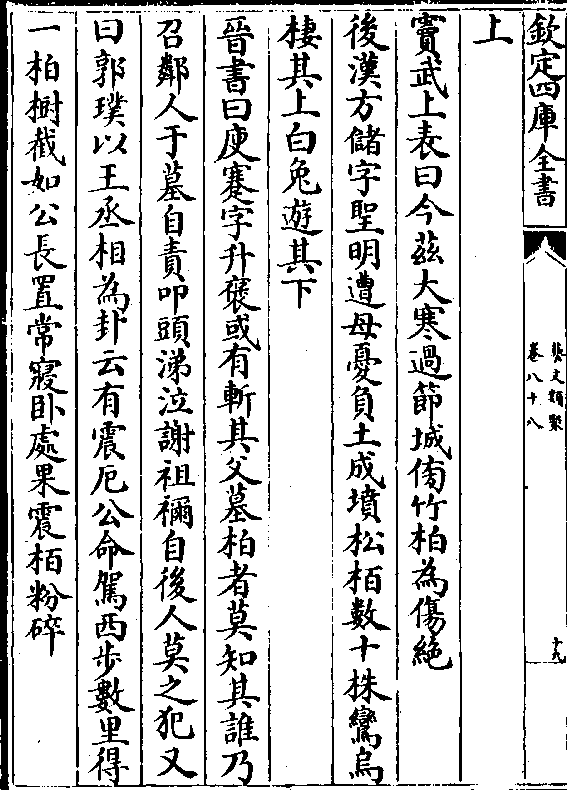 欽定四庫全書
藝文類聚
卷八十八
十九
上
竇武上表曰今茲大寒過節城傍竹柏為傷絶
後漢方儲字聖明遭母憂負土成墳松栢數十株鸞鳥
棲其上白兔遊其下
晉書曰庾蹇字升褒或有斬其父墓柏者莫知其誰乃
召鄰人于墓自責叩頭涕泣謝祖禰自後人莫之犯又
曰郭璞以王丞相為卦云有震厄公命駕西步數里得
一柏樹截如公長置常寢卧處果震栢粉碎